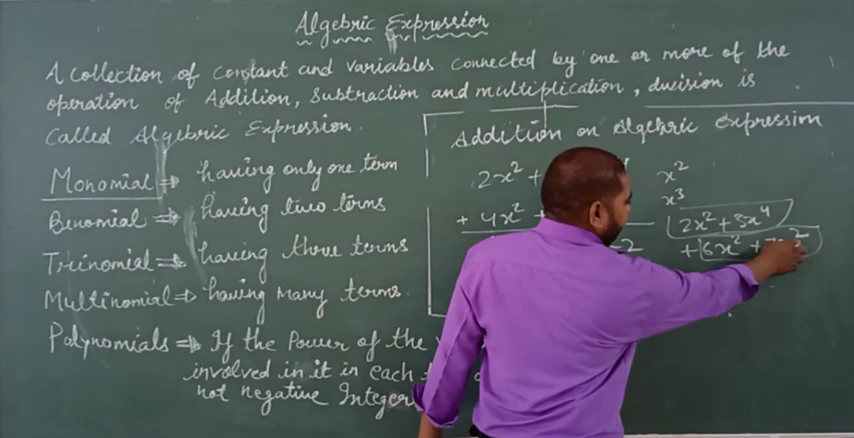 Algebric Expression
A collection of constant and variables connected by one or more of the
operation of Addition, Subtraction and multiplication, duision is
called Algebric Expression.
Monomial ⇒ having only one term
Binomial ⇒ having two terms
Trinomial ⇒ having three terms
Multinomial ⇒ having many terms.
Polynomials ⇒ If the Power of the
involved in it in each
not negative Integer
Addition on Algebric Expression
2x² +
+ 4x² +
2
x²
x³
2x² + 3x⁴
+ 6x² +